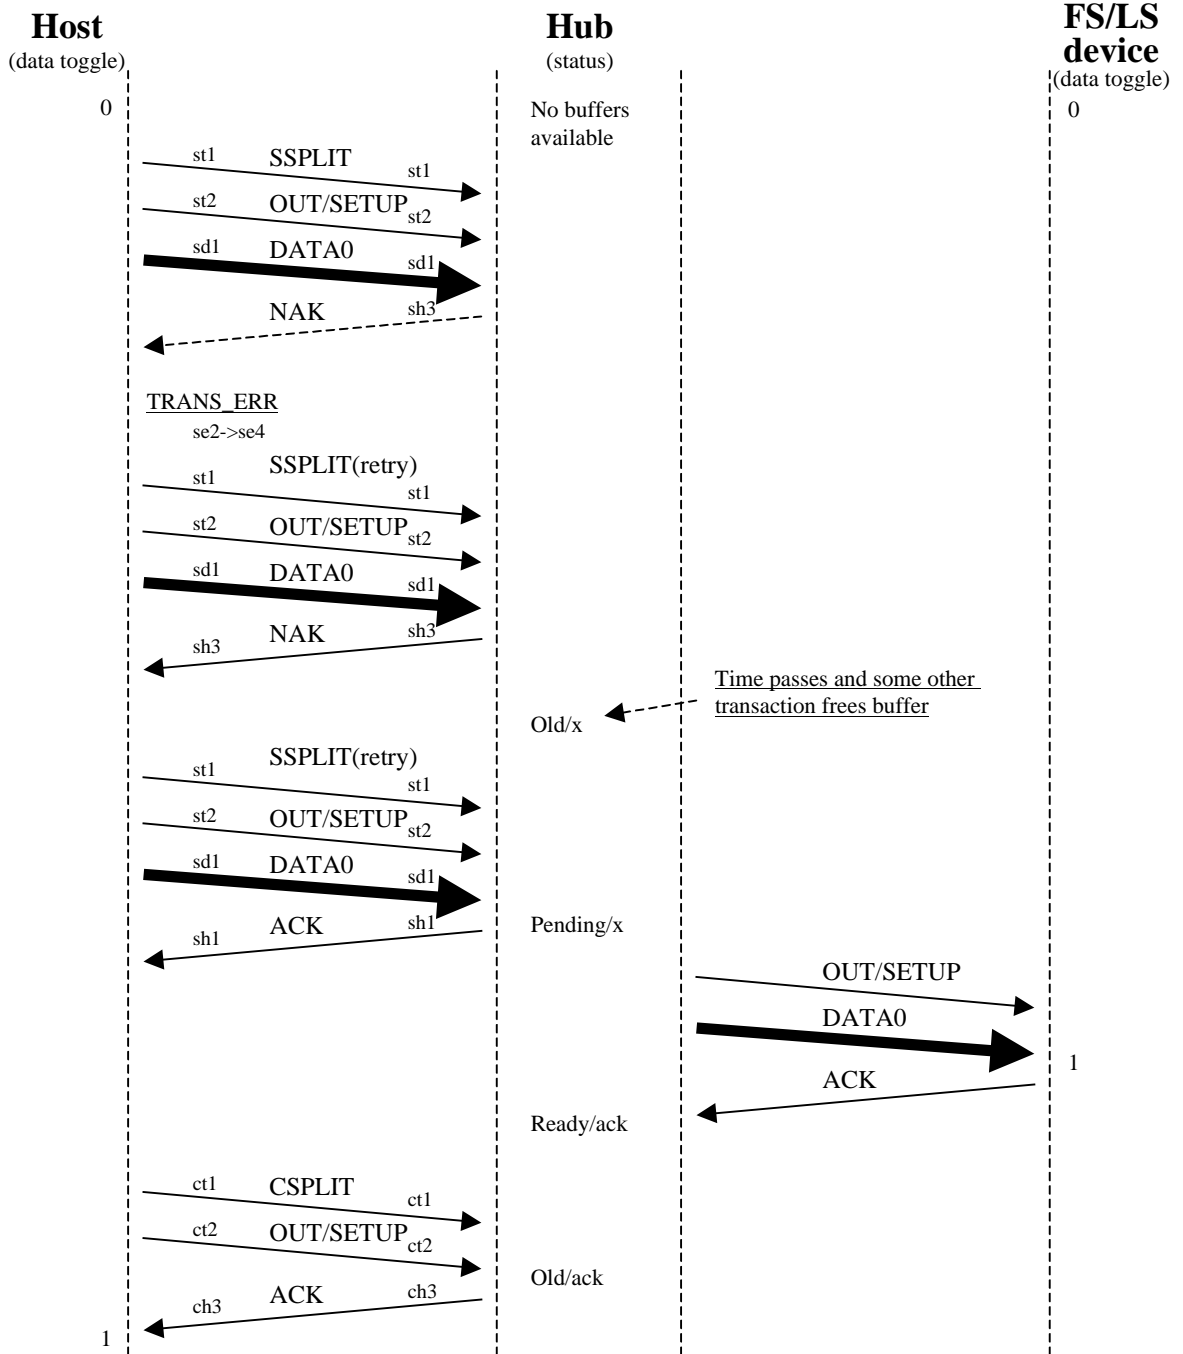 Host
(data toggle)
Hub
(status)
FS/LS
device
(data toggle)
0
No buffers
available
0
st1 SSPLIT st1
st2 OUT/SETUP st2
sd1 DATA0 sd1
NAK sh3
TRANS_ERR
se2->se4
SSPLIT(retry)
st1 st1
st2 OUT/SETUP st2
sd1 DATA0 sd1
sh3 NAK sh3
Time passes and some other
transaction frees buffer
Old/x
SSPLIT(retry)
st1 st1
st2 OUT/SETUP st2
sd1 DATA0 sd1
sh1 ACK sh1
Pending/x
OUT/SETUP
DATA0
1
ACK
Ready/ack
ct1 CSPLIT ct1
ct2 OUT/SETUP ct2
Old/ack
ch3 ACK ch3
1